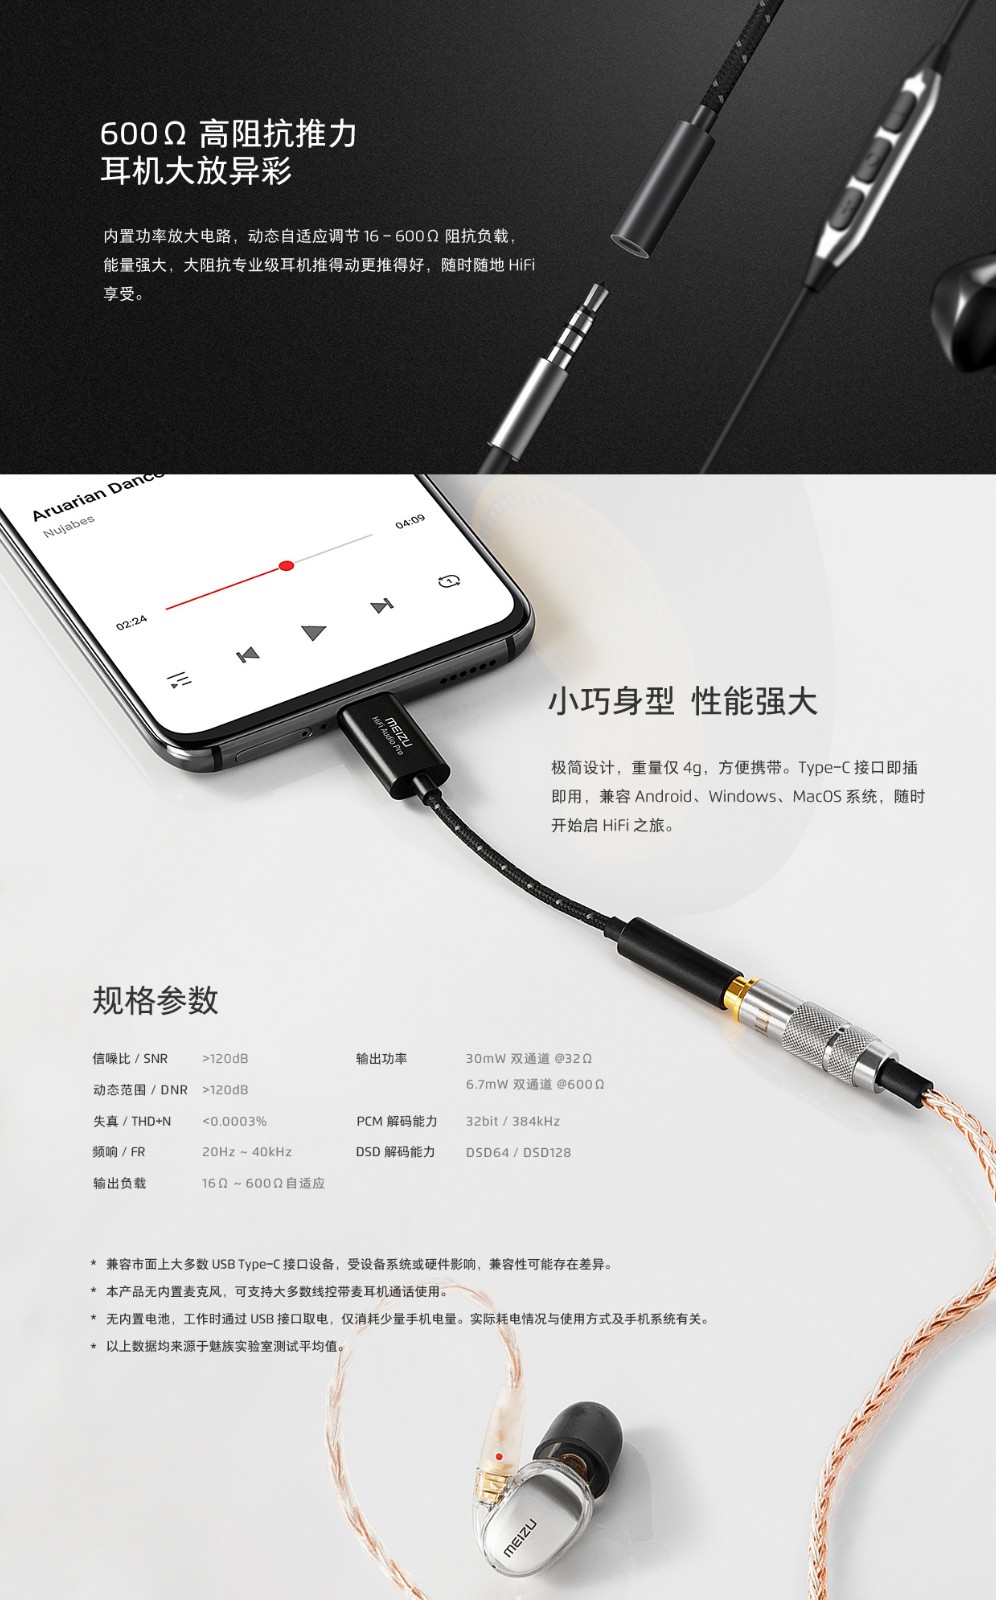 600Ω 高阻抗推力
耳机大放异彩
内置功率放大电路，动态自适应调节 16 – 600Ω 阻抗负载，
能量强大，大阻抗专业级耳机推得动更推得好，随时随地 HiFi
享受。
Aruarian Dance
Nujabes
04:09
02:24
1
MEIZU
HiFi Audio Pro
小巧身型 性能强大
极简设计，重量仅 4g，方便携带。Type-C 接口即插
即用，兼容 Android、Windows、MacOS 系统，随时
开始启 HiFi 之旅。
规格参数
信噪比 / SNR >120dB 输出功率 30mW 双通道 @32Ω
6.7mW 双通道 @600Ω
动态范围 / DNR >120dB
失真 / THD+N <0.0003% PCM 解码能力 32bit / 384kHz
频响 / FR 20Hz ~ 40kHz DSD 解码能力 DSD64 / DSD128
输出负载 16Ω ~ 600Ω自适应
* 兼容市面上大多数 USB Type-C 接口设备，受设备系统或硬件影响，兼容性可能存在差异。
* 本产品无内置麦克风，可支持大多数线控带麦耳机通话使用。
* 无内置电池，工作时通过 USB 接口取电，仅消耗少量手机电量。实际耗电情况与使用方式及手机系统有关。
* 以上数据均来源于魅族实验室测试平均值。
MEIZU